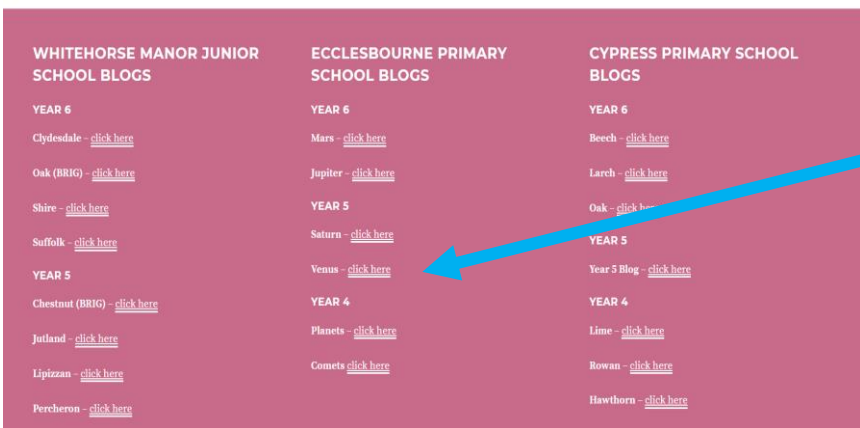 WHITEHORSE MANOR JUNIOR
SCHOOL BLOGS
YEAR 6
Clydesdale – click here
Oak (BRIG) – click here
Shire – click here
Suffolk – click here
YEAR 5
Chestnut (BRIG) – click here
Jutland – click here
Lipizzan – click here
Percheron – click here
ECCLESBOURNE PRIMARY
SCHOOL BLOGS
YEAR 6
Mars – click here
Jupiter – click here
YEAR 5
Saturn – click here
Venus – click here
YEAR 4
Planets – click here
Comets click here
CYPRESS PRIMARY SCHOOL
BLOGS
YEAR 6
Beech – click here
Larch – click here
Oak – click here
YEAR 5
Year 5 Blog – click here
YEAR 4
Lime – click here
Rowan – click here
Hawthorn – click here